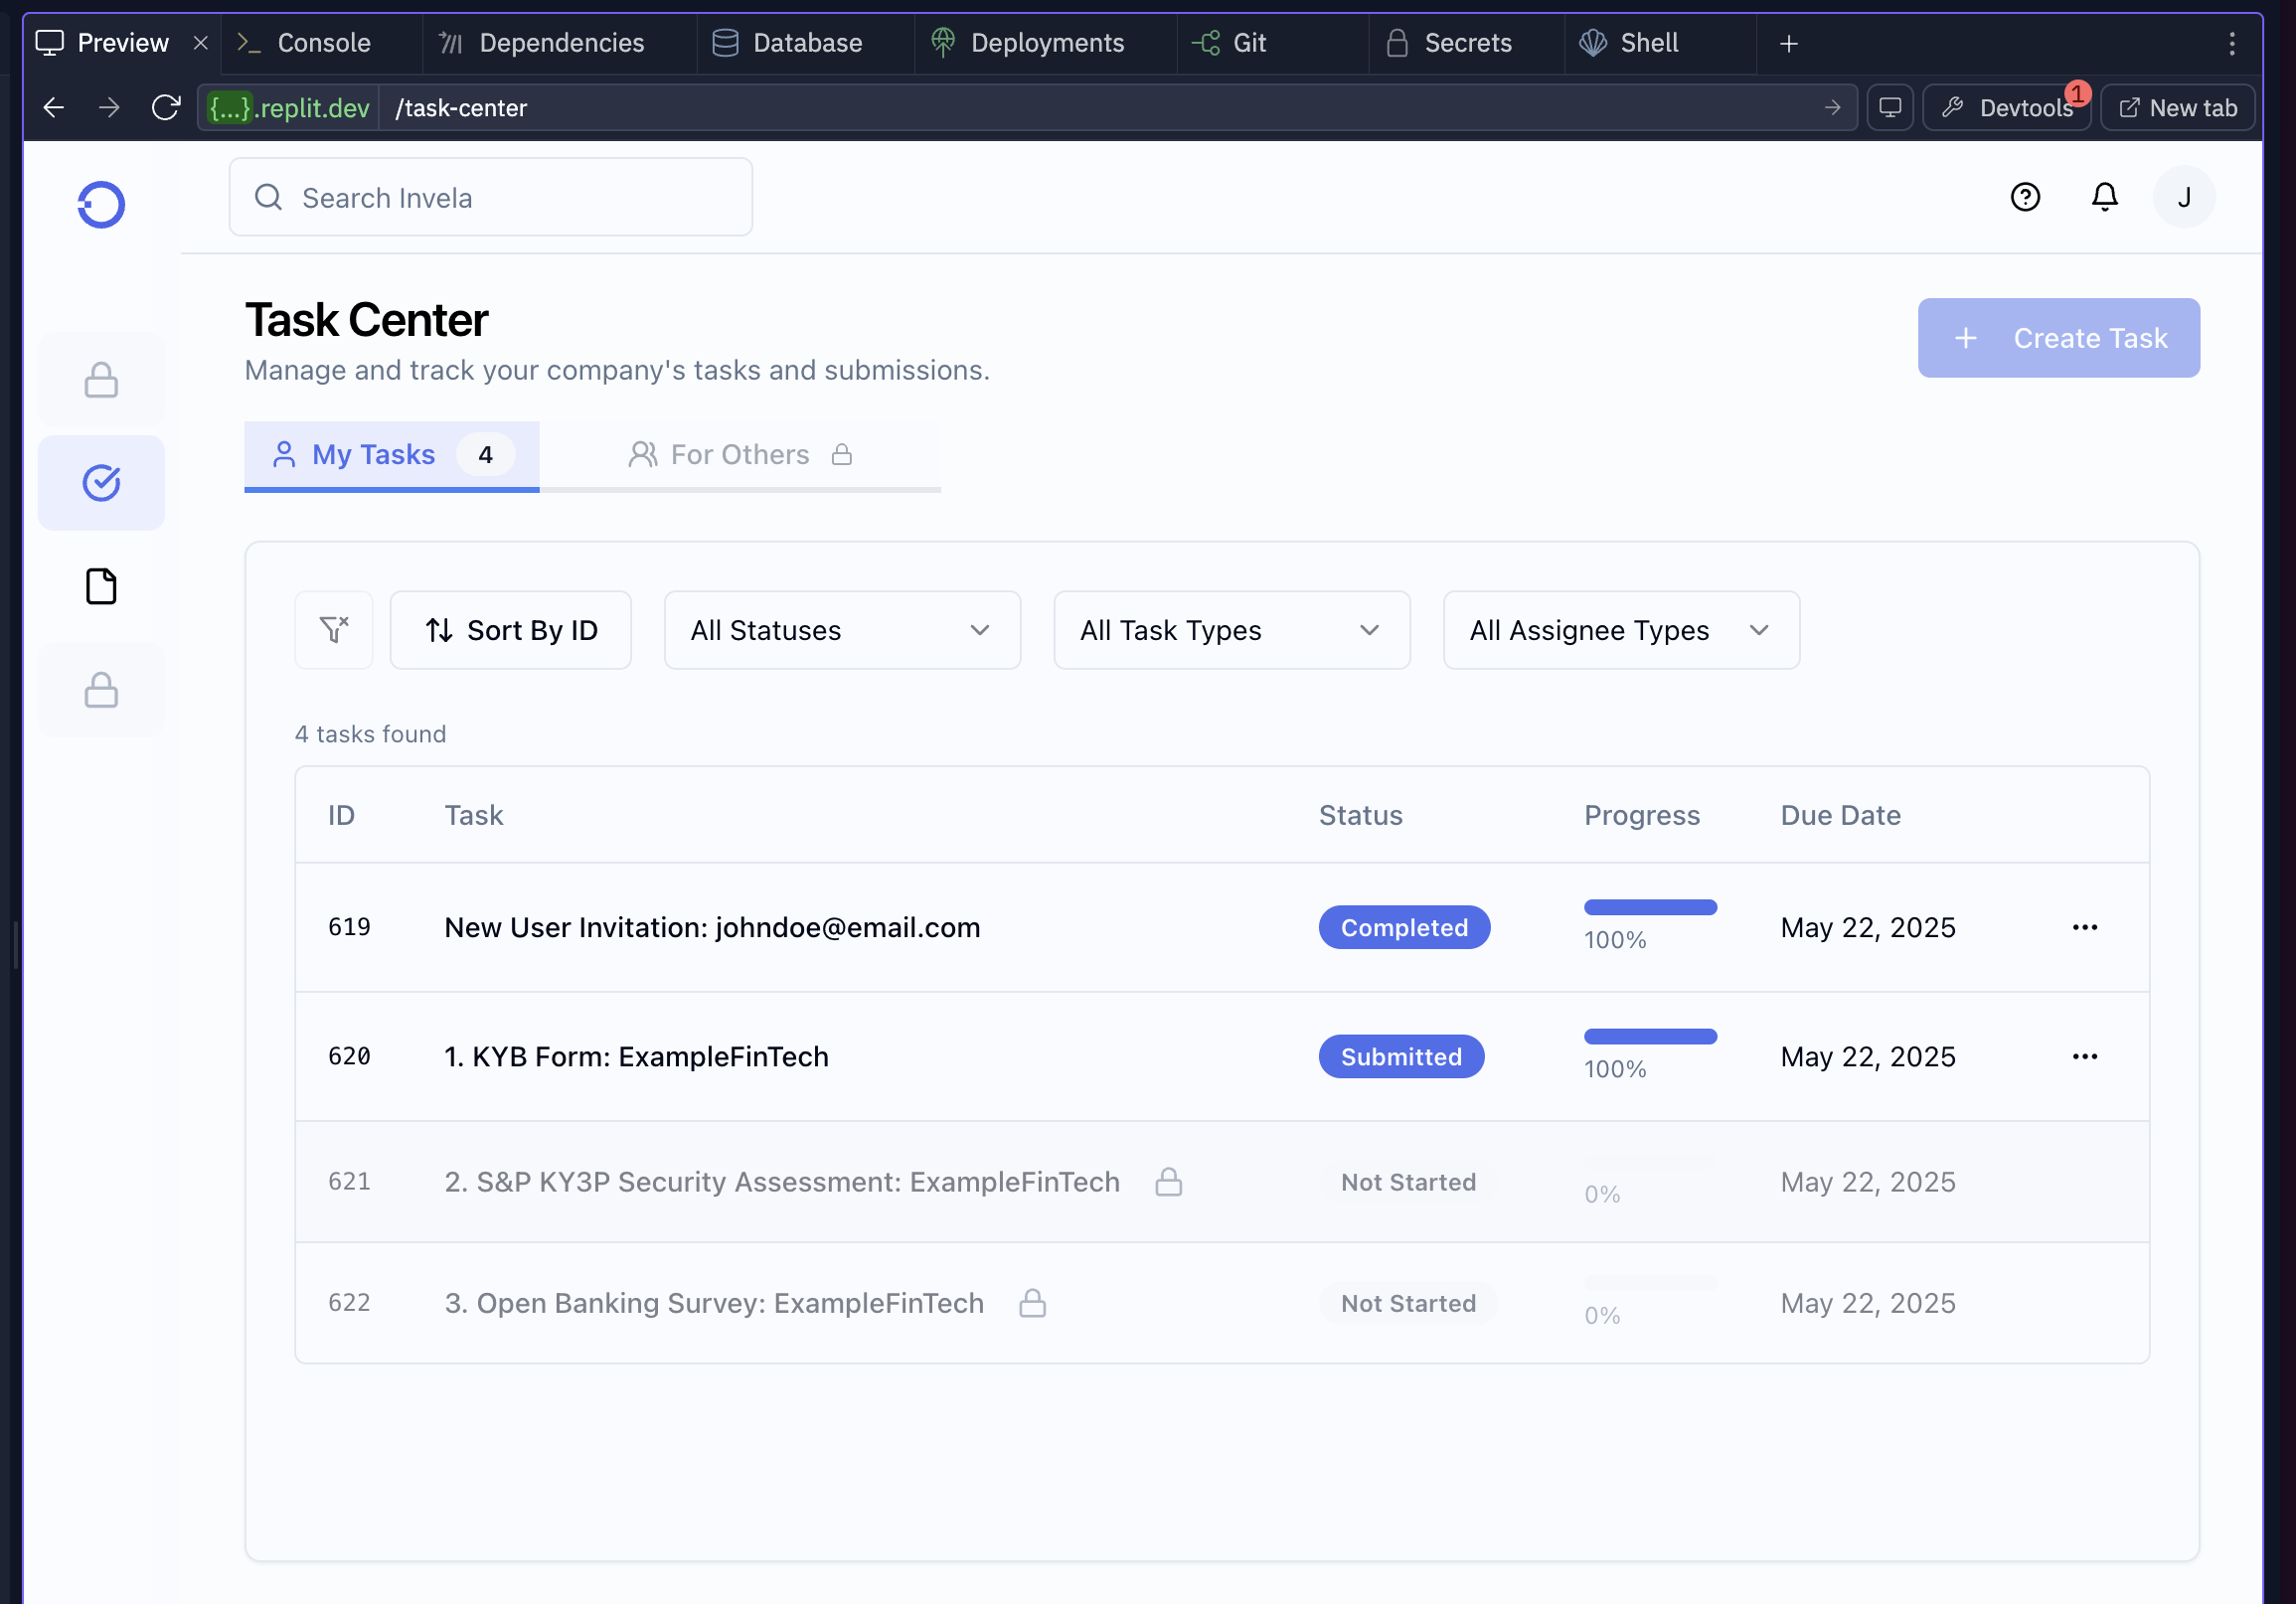 Preview
Console
Dependencies
Database
Deployments
Git
Secrets
Shell
{...}.replit.dev /task-center
Devtools 1
New tab
Search Invela
J
Task Center
Manage and track your company's tasks and submissions.
Create Task
My Tasks 4
For Others
Sort By ID
All Statuses
All Task Types
All Assignee Types
4 tasks found
ID Task Status Progress Due Date
619 New User Invitation: johndoe@email.com Completed 100% May 22, 2025
620 1. KYB Form: ExampleFinTech Submitted 100% May 22, 2025
621 2. S&P KY3P Security Assessment: ExampleFinTech Not Started 0% May 22, 2025
622 3. Open Banking Survey: ExampleFinTech Not Started 0% May 22, 2025